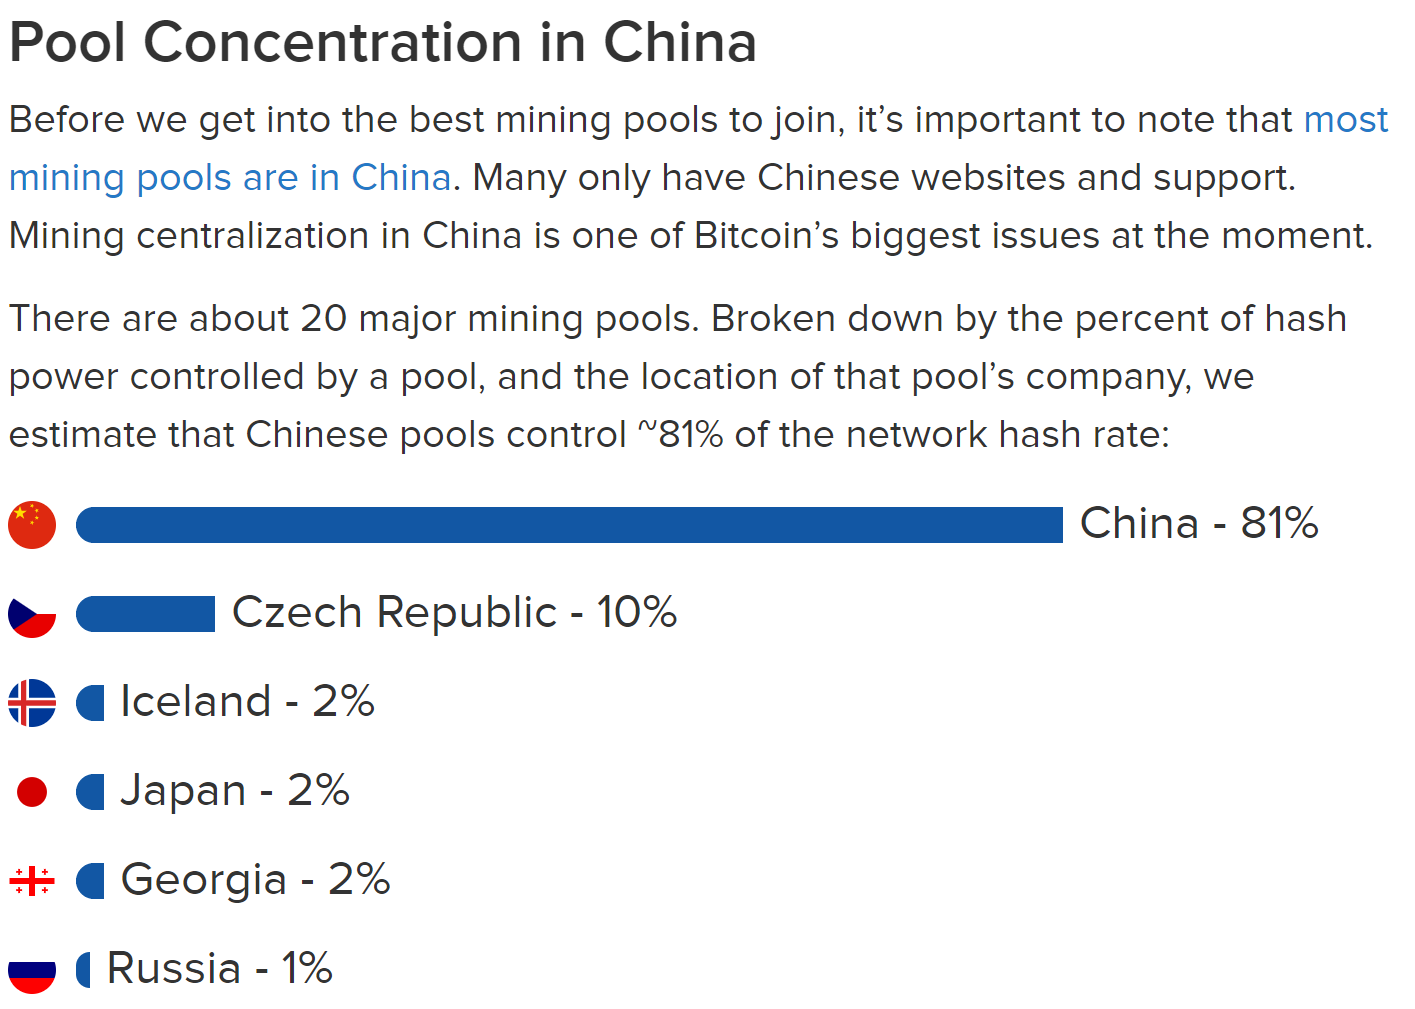 Pool Concentration in China
Before we get into the best mining pools to join, it’s important to note that most
mining pools are in China. Many only have Chinese websites and support.
Mining centralization in China is one of Bitcoin’s biggest issues at the moment.
There are about 20 major mining pools. Broken down by the percent of hash
power controlled by a pool, and the location of that pool’s company, we
estimate that Chinese pools control ~81% of the network hash rate:
China - 81%
Czech Republic - 10%
Iceland - 2%
Japan - 2%
Georgia - 2%
Russia - 1%